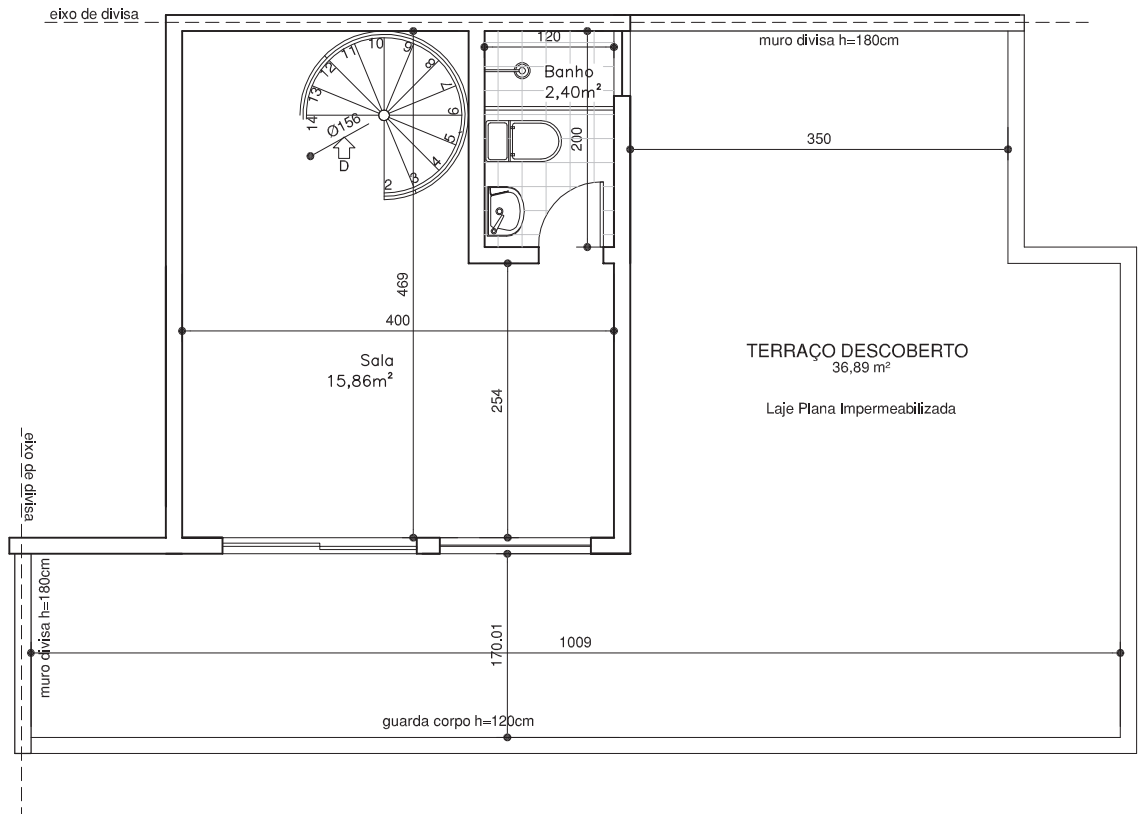 eixo de divisa
muro divisa h=180cm
120
Banho
2,40m²
200
350
10
9
8
7
6
5
4
3
2
11
12
13
14
Ø156
D
469
400
Sala
15,86m²
254
TERRAÇO DESCOBERTO
36,89 m²
Laje Plana Impermeabilizada
eixo de divisa
muro divisa h=180cm
170.01
1009
guarda corpo h=120cm